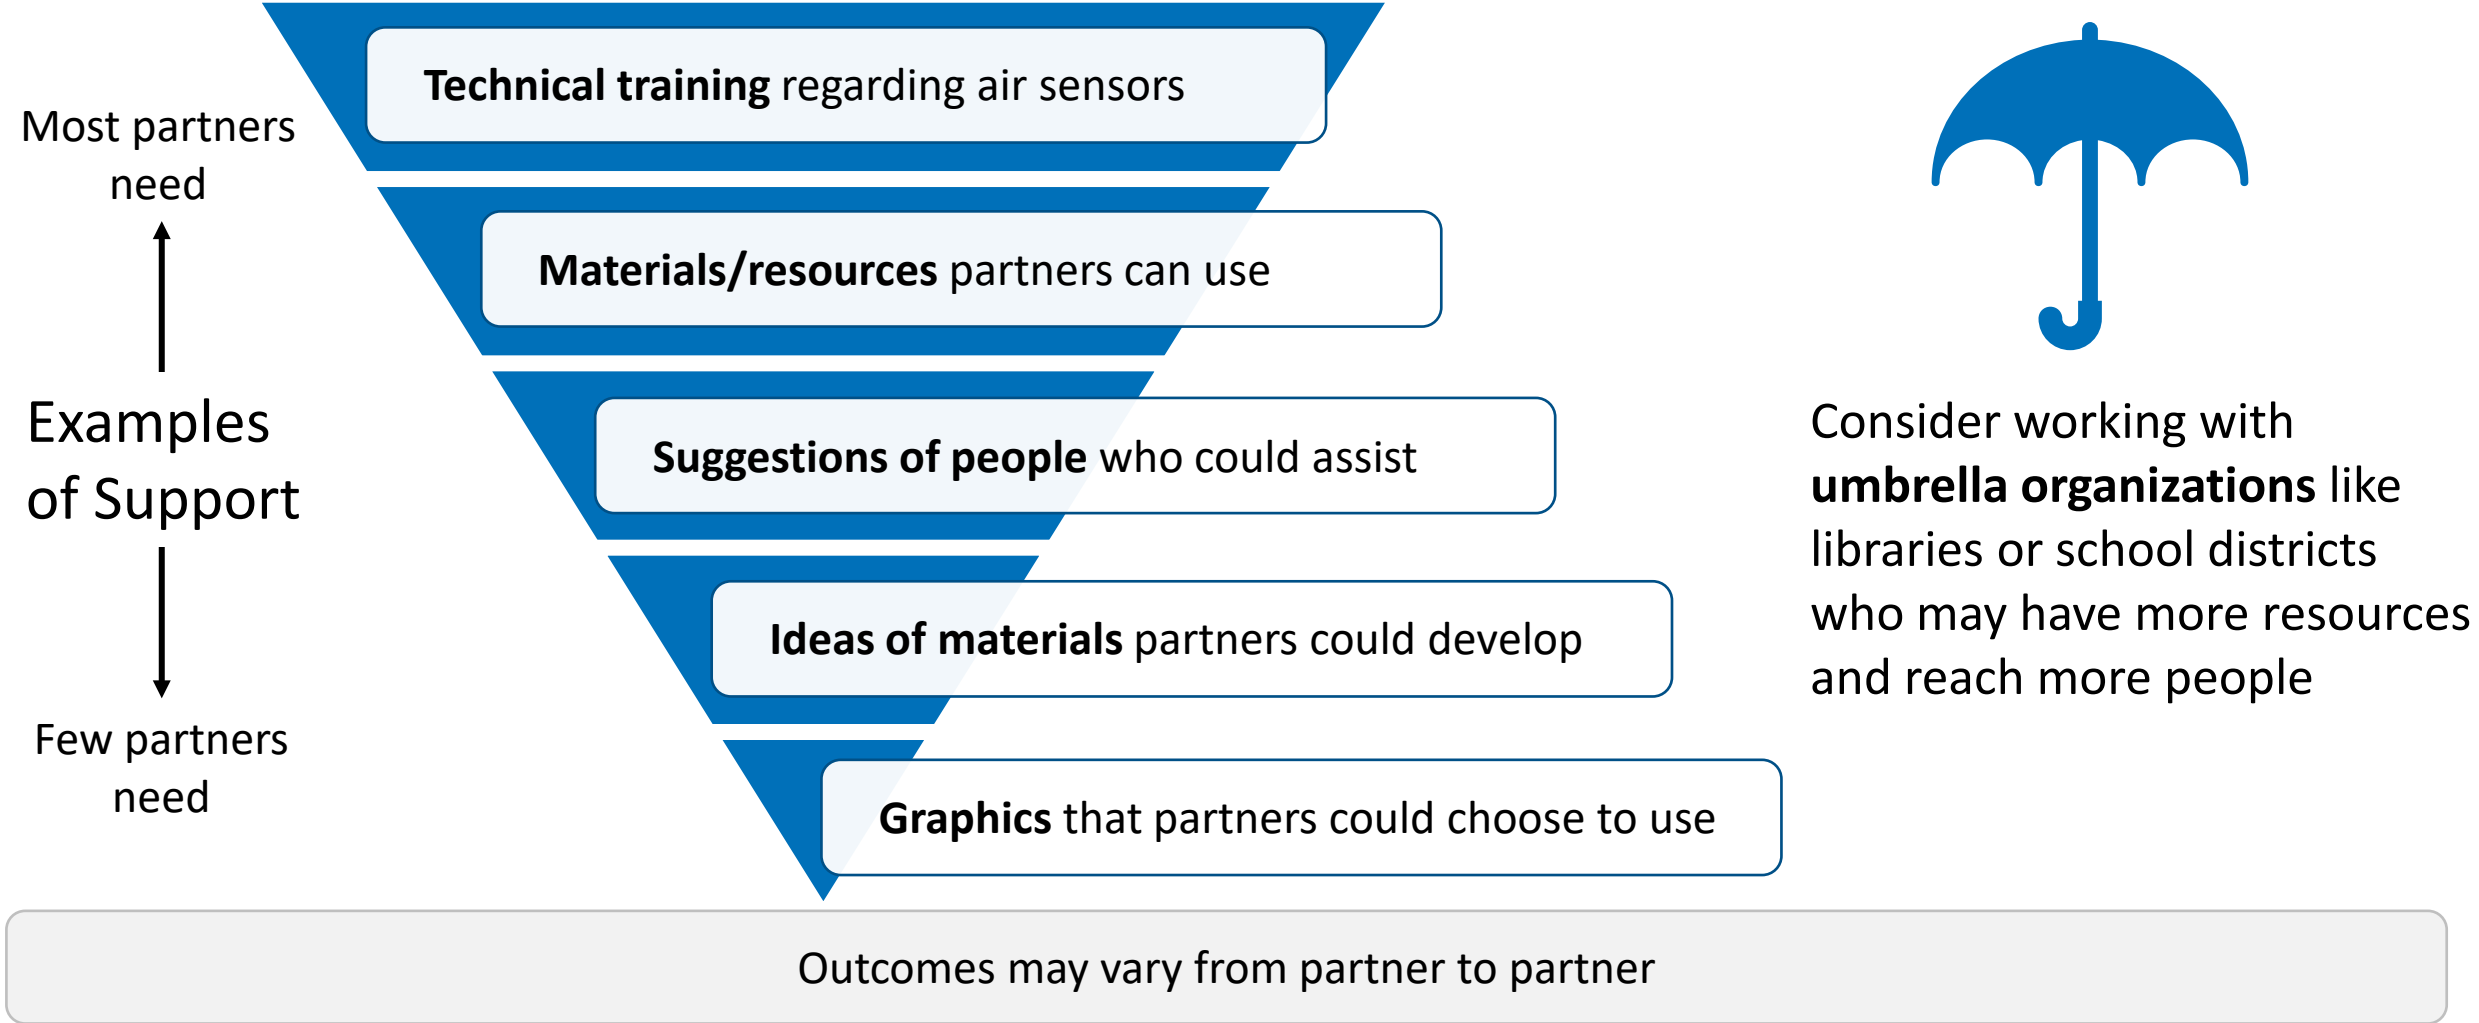 Most partners
need
Examples
of Support
Few partners
need
Technical training regarding air sensors
Materials/resources partners can use
Suggestions of people who could assist
Ideas of materials partners could develop
Graphics that partners could choose to use
Consider working with
umbrella organizations like
libraries or school districts
who may have more resources
and reach more people
Outcomes may vary from partner to partner